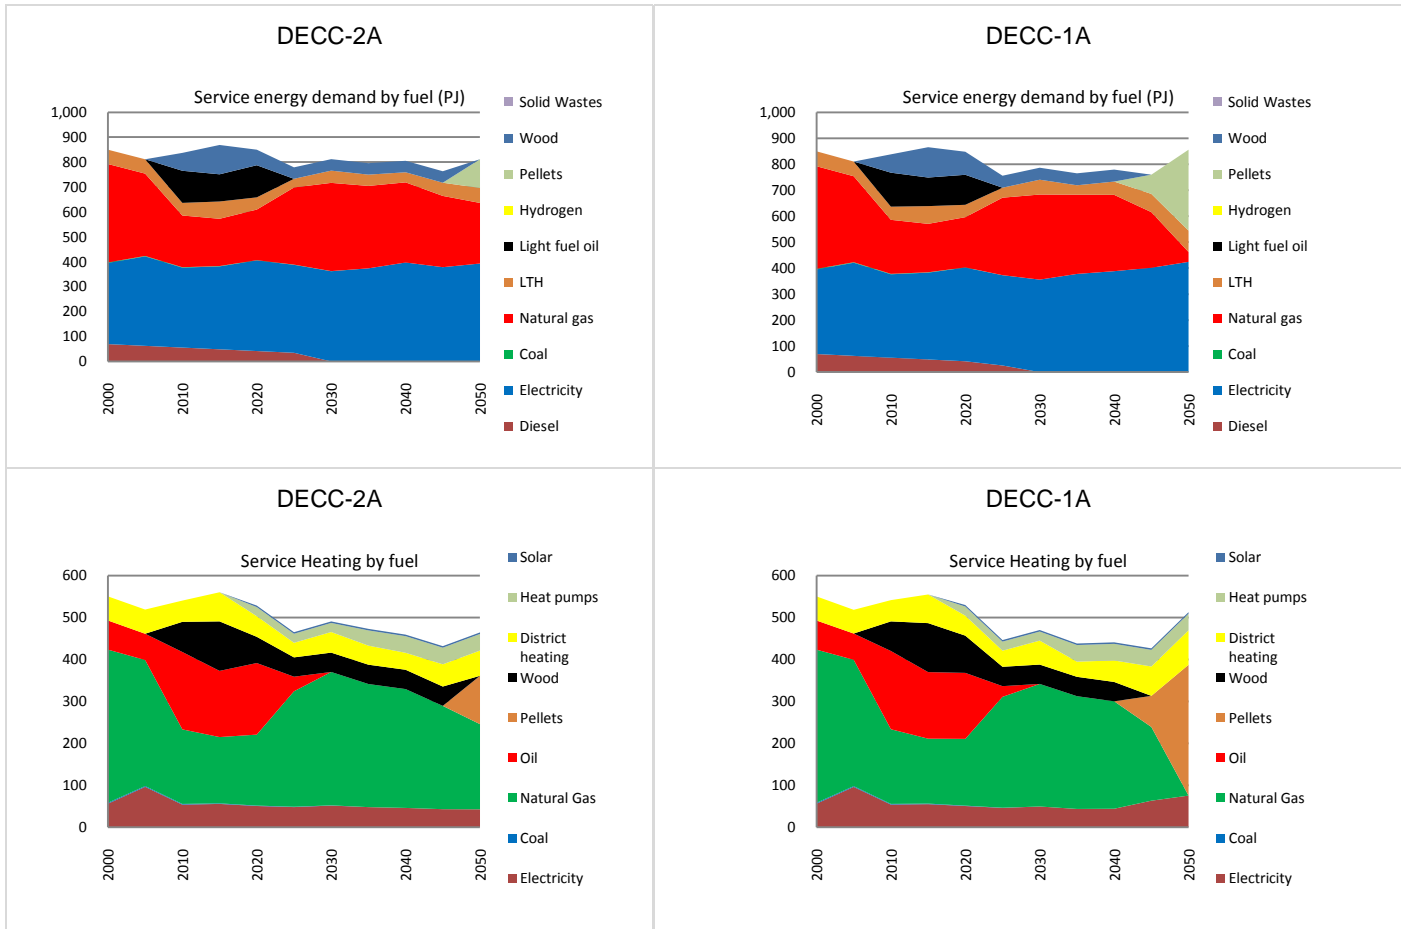 DECC-2A
Service energy demand by fuel (PJ)
1,000
900
800
700
600
500
400
300
200
100
0
2000
2010
2020
2030
2040
2050
Solid Wastes
Wood
Pellets
Hydrogen
Light fuel oil
LTH
Natural gas
Coal
Electricity
Diesel
DECC-1A
Service energy demand by fuel (PJ)
1,000
900
800
700
600
500
400
300
200
100
0
2000
2010
2020
2030
2040
2050
Solid Wastes
Wood
Pellets
Hydrogen
Light fuel oil
LTH
Natural gas
Coal
Electricity
Diesel
DECC-2A
Service Heating by fuel
600
500
400
300
200
100
0
2000
2010
2020
2030
2040
2050
Solar
Heat pumps
District
heating
Wood
Pellets
Oil
Natural Gas
Coal
Electricity
DECC-1A
Service Heating by fuel
600
500
400
300
200
100
0
2000
2010
2020
2030
2040
2050
Solar
Heat pumps
District
heating
Wood
Pellets
Oil
Natural Gas
Coal
Electricity